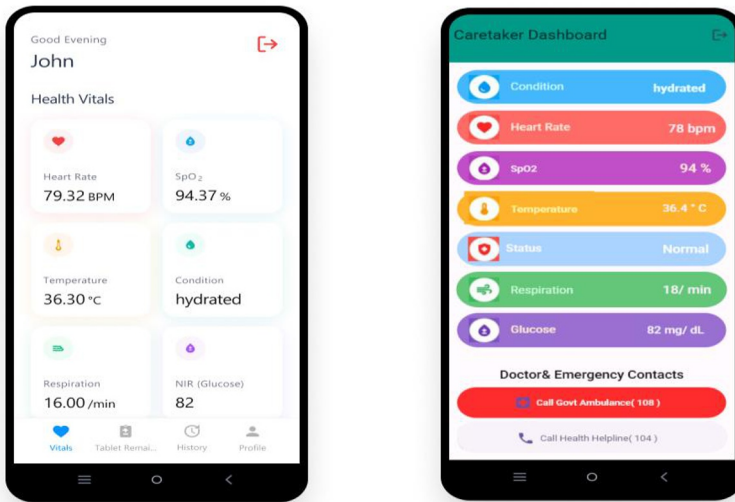 Good Evening
John
Health Vitals
Heart Rate
79.32 BPM
SpO₂
94.37 %
Temperature
36.30 °C
Condition
hydrated
Respiration
16.00 /min
NIR (Glucose)
82
Vitals
Tablet Remai...
History
Profile
Caretaker Dashboard
Condition hydrated
Heart Rate 78 bpm
SpO2 94 %
Temperature 36.4 ° C
Status Normal
Respiration 18/ min
Glucose 82 mg/ dL
Doctor& Emergency Contacts
Call Govt Ambulance( 108 )
Call Health Helpline( 104 )